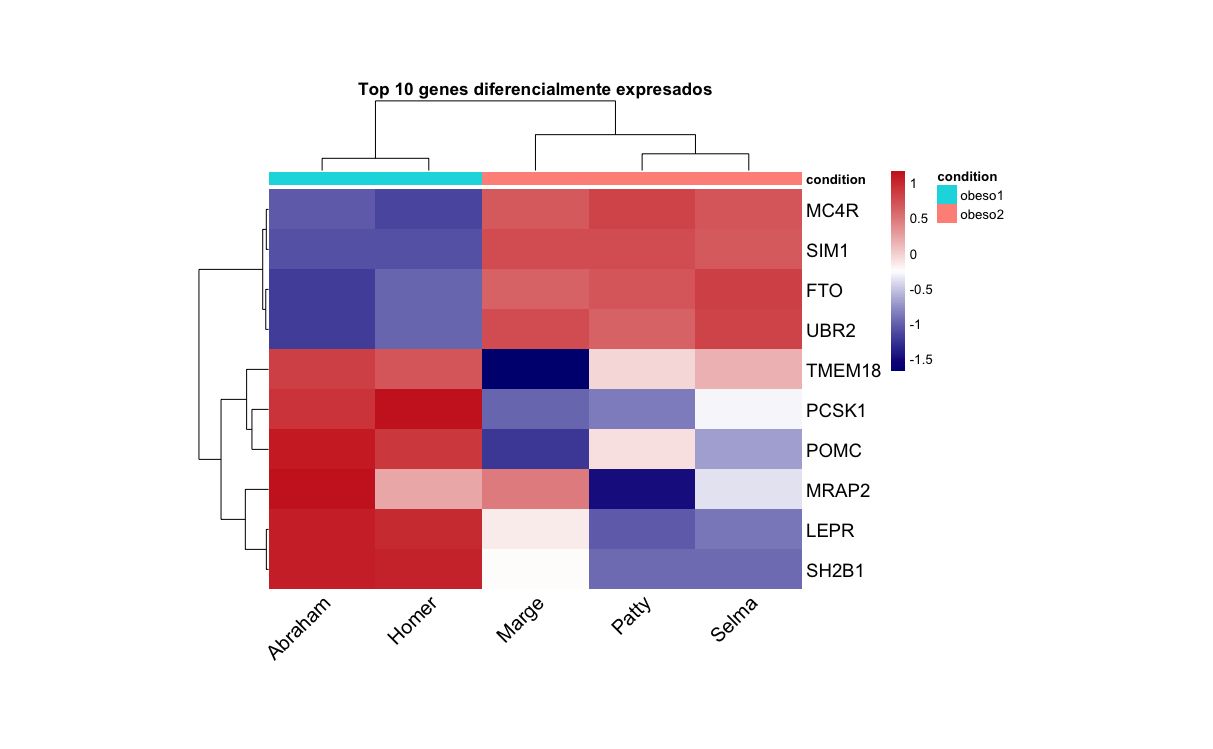 Top 10 genes diferencialmente expresados
condition
MC4R
SIM1
FTO
UBR2
TMEM18
PCSK1
POMC
MRAP2
LEPR
SH2B1
1
0.5
0
-0.5
-1
-1.5
condition
obeso1
obeso2
Abraham
Homer
Marge
Patty
Selma